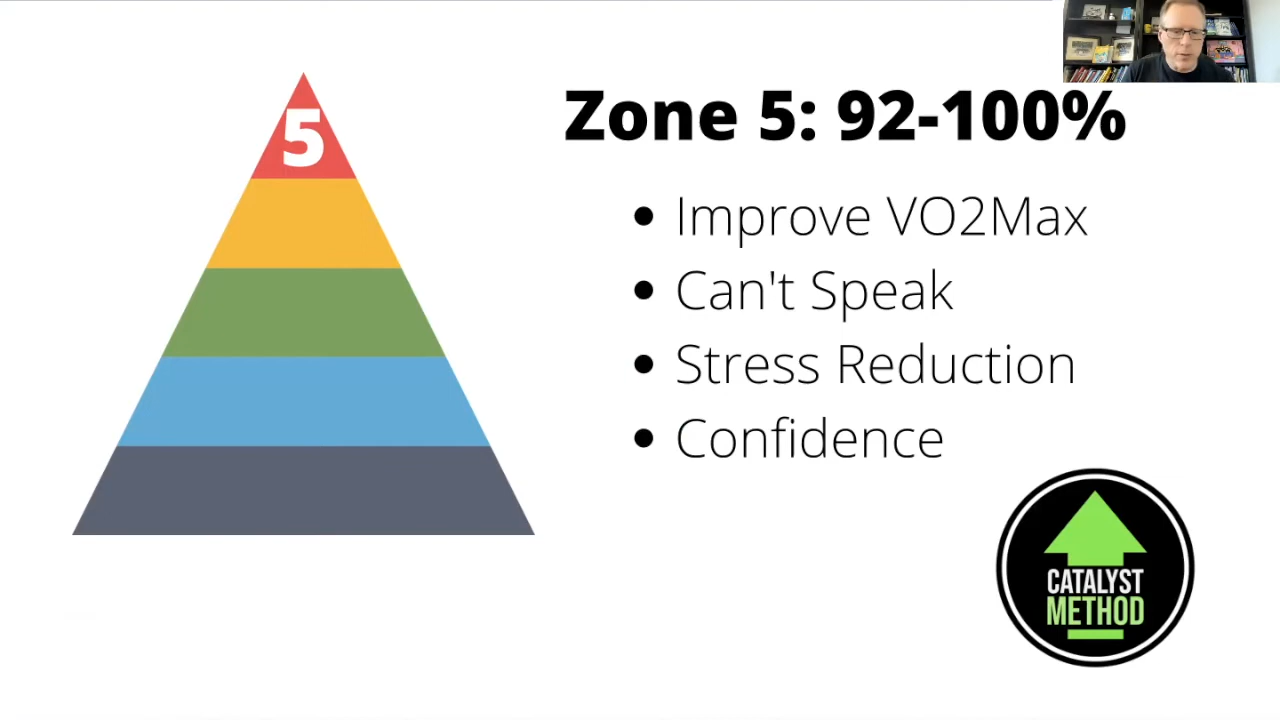 5
Zone 5: 92-100%
Improve VO2Max
Can't Speak
Stress Reduction
Confidence
CATALYST
METHOD